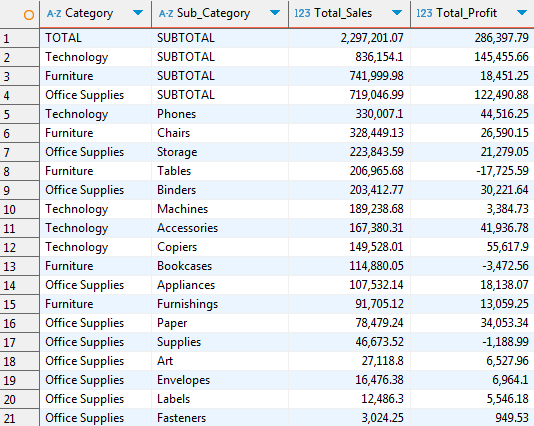 A-Z Category A-Z Sub_Category 123 Total_Sales 123 Total_Profit
1 TOTAL SUBTOTAL 2,297,201.07 286,397.79
2 Technology SUBTOTAL 836,154.1 145,455.66
3 Furniture SUBTOTAL 741,999.98 18,451.25
4 Office Supplies SUBTOTAL 719,046.99 122,490.88
5 Technology Phones 330,007.1 44,516.25
6 Furniture Chairs 328,449.13 26,590.15
7 Office Supplies Storage 223,843.59 21,279.05
8 Furniture Tables 206,965.68 -17,725.59
9 Office Supplies Binders 203,412.77 30,221.64
10 Technology Machines 189,238.68 3,384.73
11 Technology Accessories 167,380.31 41,936.78
12 Technology Copiers 149,528.01 55,617.9
13 Furniture Bookcases 114,880.05 -3,472.56
14 Office Supplies Appliances 107,532.14 18,138.07
15 Furniture Furnishings 91,705.12 13,059.25
16 Office Supplies Paper 78,479.24 34,053.34
17 Office Supplies Supplies 46,673.52 -1,188.99
18 Office Supplies Art 27,118.8 6,527.96
19 Office Supplies Envelopes 16,476.38 6,964.1
20 Office Supplies Labels 12,486.3 5,546.18
21 Office Supplies Fasteners 3,024.25 949.53